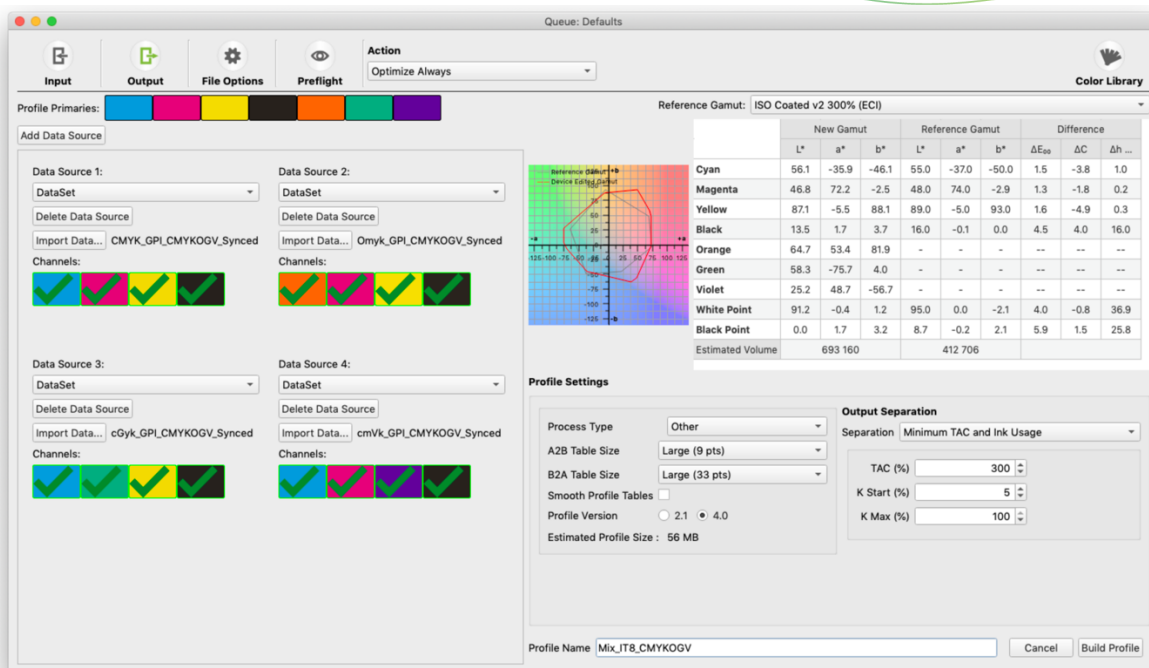 Queue: Defaults
Input
Output
File Options
Preflight
Action
Optimize Always
Color Library
Profile Primaries:
Reference Gamut: ISO Coated v2 300% (ECI)
Add Data Source
Data Source 1:
DataSet
Delete Data Source
Import Data... CMYK_GPI_CMYKOGV_Synced
Channels:
Data Source 2:
DataSet
Delete Data Source
Import Data... Omyk_GPI_CMYKOGV_Synced
Channels:
Data Source 3:
DataSet
Delete Data Source
Import Data... cGyk_GPI_CMYKOGV_Synced
Channels:
Data Source 4:
DataSet
Delete Data Source
Import Data... cmVk_GPI_CMYKOGV_Synced
Channels:
Reference Gamut
Device Edited Gamut
+b
-a
+a
-b
New Gamut Reference Gamut Difference
L* a* b* L* a* b* ΔE₀₀ ΔC Δh ...
Cyan 56.1 -35.9 -46.1 55.0 -37.0 -50.0 1.5 -3.8 1.0
Magenta 46.8 72.2 -2.5 48.0 74.0 -2.9 1.3 -1.8 0.2
Yellow 87.1 -5.5 88.1 89.0 -5.0 93.0 1.6 -4.9 0.3
Black 13.5 1.7 3.7 16.0 -0.1 0.0 4.5 4.0 16.0
Orange 64.7 53.4 81.9 - - - -- -- --
Green 58.3 -75.7 4.0 - - - -- -- --
Violet 25.2 48.7 -56.7 - - - -- -- --
White Point 91.2 -0.4 1.2 95.0 0.0 -2.1 4.0 -0.8 36.9
Black Point 0.0 1.7 3.2 8.7 -0.2 2.1 5.9 1.5 25.8
Estimated Volume 693 160 412 706
Profile Settings
Process Type Other
A2B Table Size Large (9 pts)
B2A Table Size Large (33 pts)
Smooth Profile Tables
Profile Version 2.1 4.0
Estimated Profile Size : 56 MB
Output Separation
Separation Minimum TAC and Ink Usage
TAC (%) 300
K Start (%) 5
K Max (%) 100
Profile Name Mix_IT8_CMYKOGV
Cancel
Build Profile